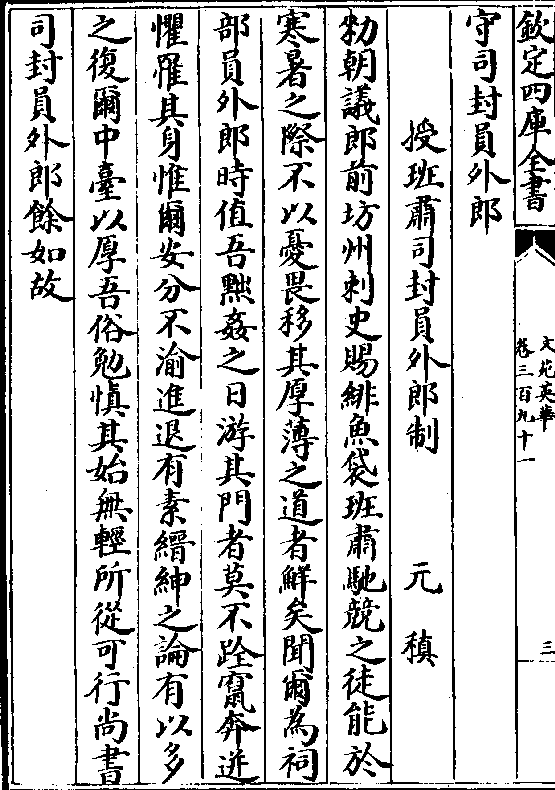 欽定四庫全書
文苑英華
卷三百九十一
三
守司封員外郎
授班肅司封員外郎制 元稹
勑朝議郎前坊州刺史賜緋魚袋班肅馳競之徒能於
寒暑之際不以憂畏移其厚薄之道者鮮矣聞爾為祠
部員外郎時值吾黜姦之日游其門者莫不跧竄奔迸
懼罹其身惟爾安分不渝進退有素縉紳之論有以多
之復爾中臺以厚吾俗勉慎其始無輕所從可行尚書
司封員外郎餘如故